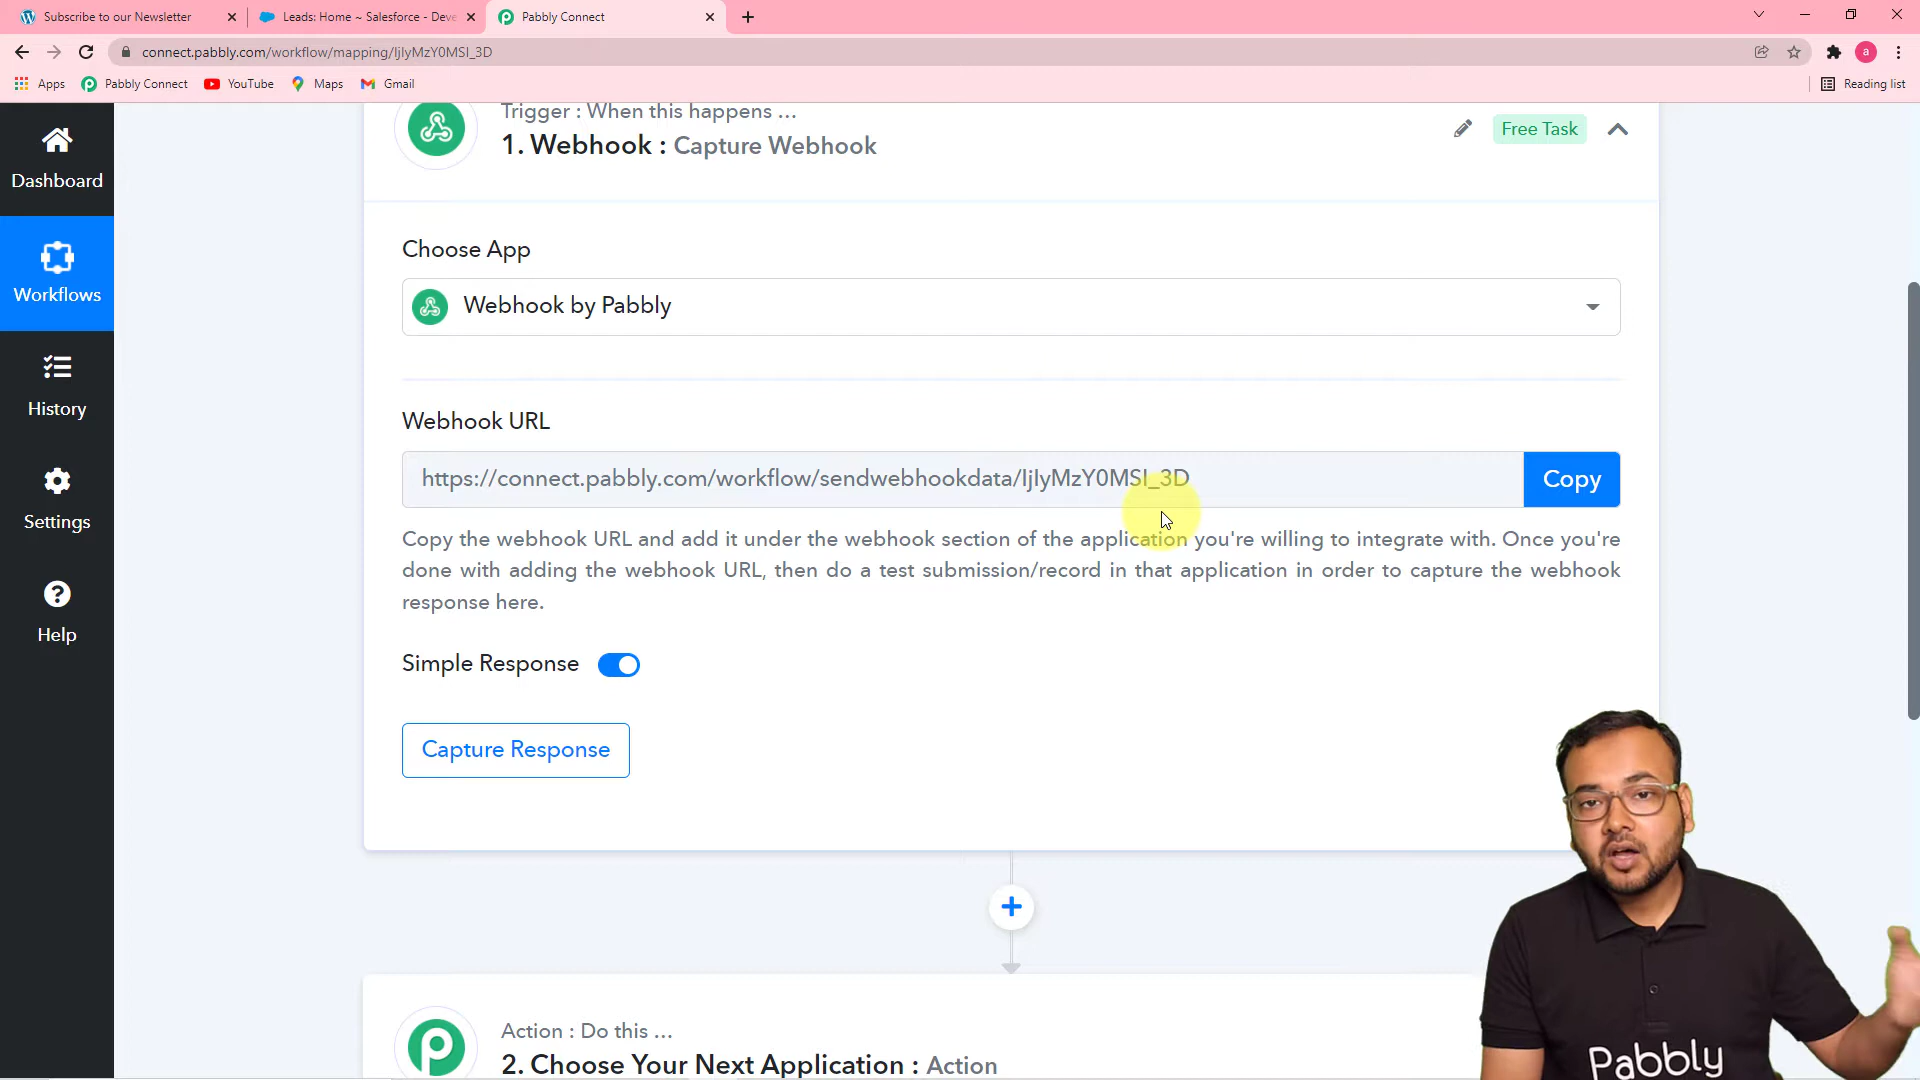 Subscribe to our Newsletter
Leads: Home ~ Salesforce - Deve
Pabbly Connect
connect.pabbly.com/workflow/mapping/IjIyMzY0MSI_3D
a
Apps
Pabbly Connect
YouTube
Maps
Gmail
Reading list
Dashboard
Workflows
History
Settings
Help
Trigger : When this happens ...
1. Webhook : Capture Webhook
Free Task
Choose App
Webhook by Pabbly
Webhook URL
https://connect.pabbly.com/workflow/sendwebhookdata/IjIyMzY0MSI_3D
Copy
Copy the webhook URL and add it under the webhook section of the application you're willing to integrate with. Once you're
done with adding the webhook URL, then do a test submission/record in that application in order to capture the webhook
response here.
Simple Response
Capture Response
Action : Do this ...
2. Choose Your Next Application : Action
Pabbly